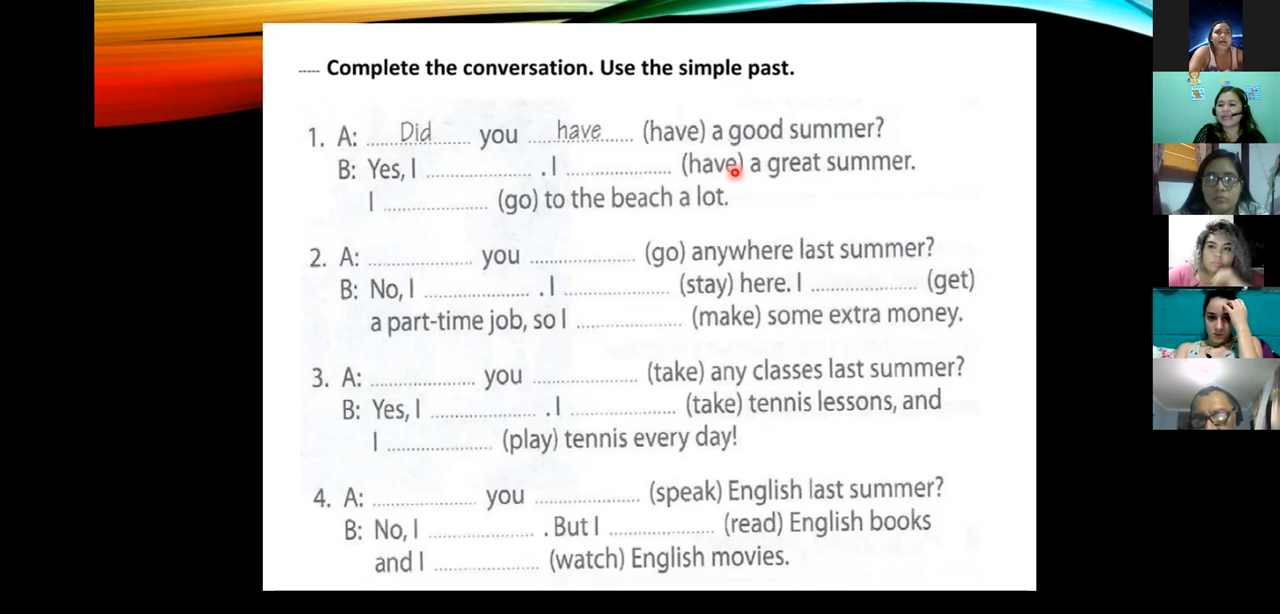 ---- Complete the conversation. Use the simple past.
1. A: ......Did...... you ......have...... (have) a good summer?
B: Yes, I .................... . I .................... (have) a great summer.
I .................... (go) to the beach a lot.
2. A: .................... you .................... (go) anywhere last summer?
B: No, I .................... . I .................... (stay) here. I .................... (get)
a part-time job, so I .................... (make) some extra money.
3. A: .................... you .................... (take) any classes last summer?
B: Yes, I .................... . I .................... (take) tennis lessons, and
I .................... (play) tennis every day!
4. A: .................... you .................... (speak) English last summer?
B: No, I .................... . But I .................... (read) English books
and I .................... (watch) English movies.